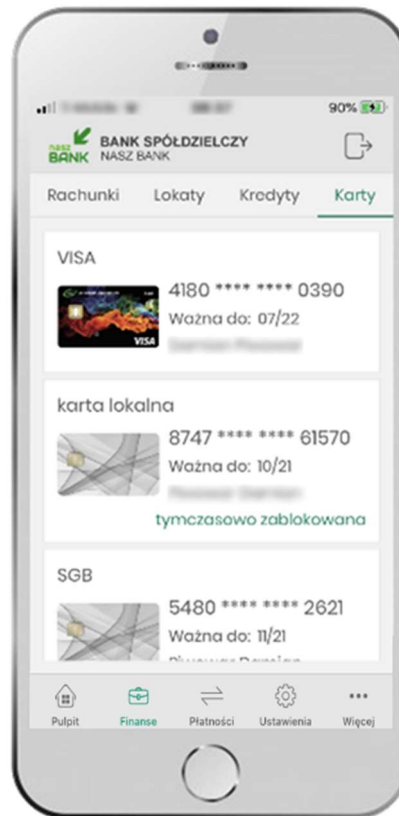 90%
nasz
BANK
BANK SPÓŁDZIELCZY
NASZ BANK
Rachunki Lokaty Kredyty Karty
VISA
4180 **** **** 0390
Ważna do: 07/22
VISA
karta lokalna
8747 **** **** 61570
Ważna do: 10/21
tymczasowo zablokowana
SGB
5480 **** **** 2621
Ważna do: 11/21
Pulpit Finanse Płatności Ustawienia Więcej